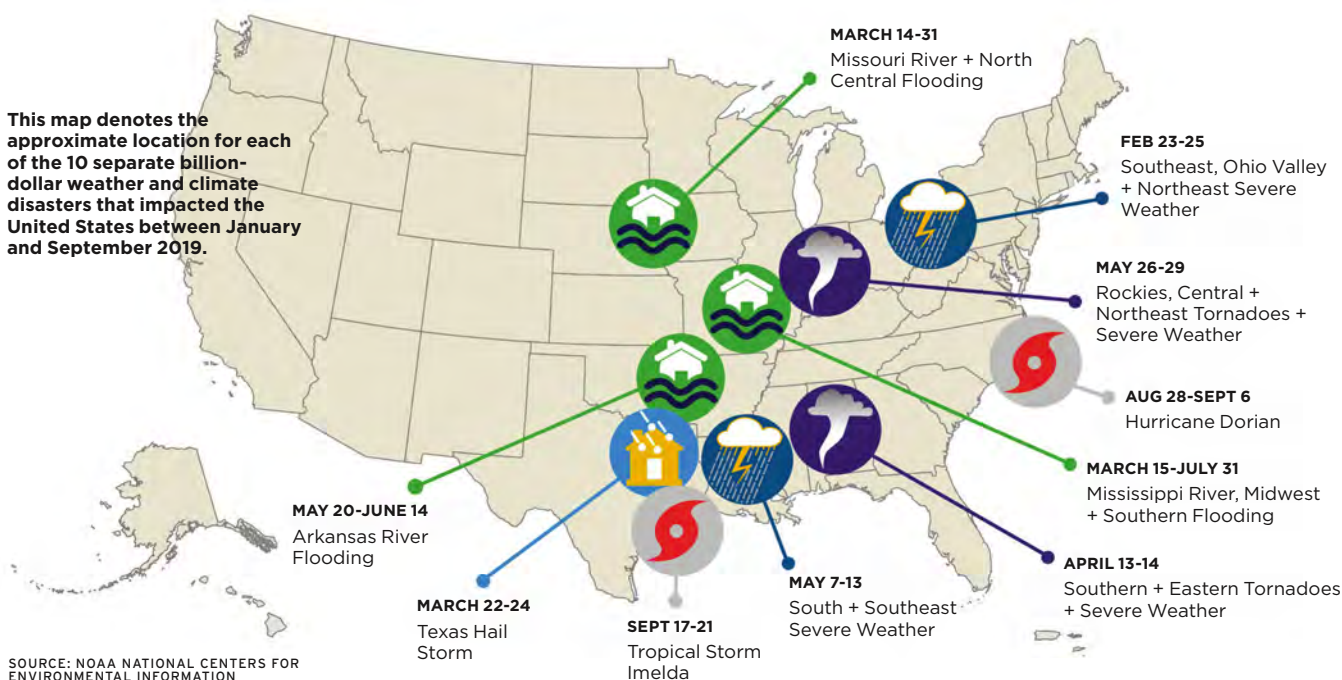 This map denotes the
approximate location for each
of the 10 separate billion-
dollar weather and climate
disasters that impacted the
United States between January
and September 2019.
MARCH 14-31
Missouri River + North
Central Flooding
FEB 23-25
Southeast, Ohio Valley
+ Northeast Severe
Weather
MAY 26-29
Rockies, Central +
Northeast Tornadoes +
Severe Weather
AUG 28-SEPT 6
Hurricane Dorian
MARCH 15-JULY 31
Mississippi River, Midwest
+ Southern Flooding
APRIL 13-14
Southern + Eastern Tornadoes
+ Severe Weather
MAY 7-13
South + Southeast
Severe Weather
SEPT 17-21
Tropical Storm
Imelda
MARCH 22-24
Texas Hail
Storm
MAY 20-JUNE 14
Arkansas River
Flooding
SOURCE: NOAA NATIONAL CENTERS FOR
ENVIRONMENTAL INFORMATION